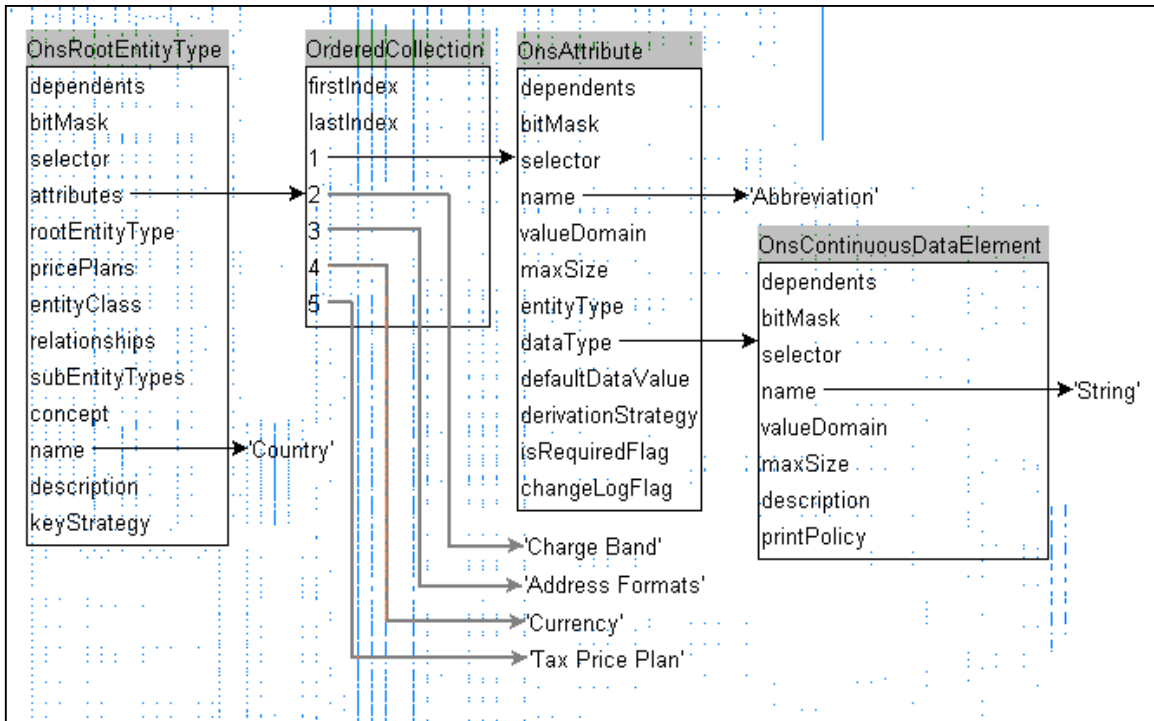 OnsRootEntityType
dependents
bitMask
selector
attributes
rootEntityType
pricePlans
entityClass
relationships
subEntityTypes
concept
name
'Country'
description
keyStrategy
OrderedCollection
firstIndex
lastIndex
1
2
3
4
5
OnsAttribute
dependents
bitMask
selector
name
'Abbreviation'
valueDomain
maxSize
entityType
dataType
defaultDataValue
derivationStrategy
isRequiredFlag
changeLogFlag
'Charge Band'
'Address Formats'
'Currency'
'Tax Price Plan'
OnsContinuousDataElement
dependents
bitMask
selector
name
'String'
valueDomain
maxSize
description
printPolicy